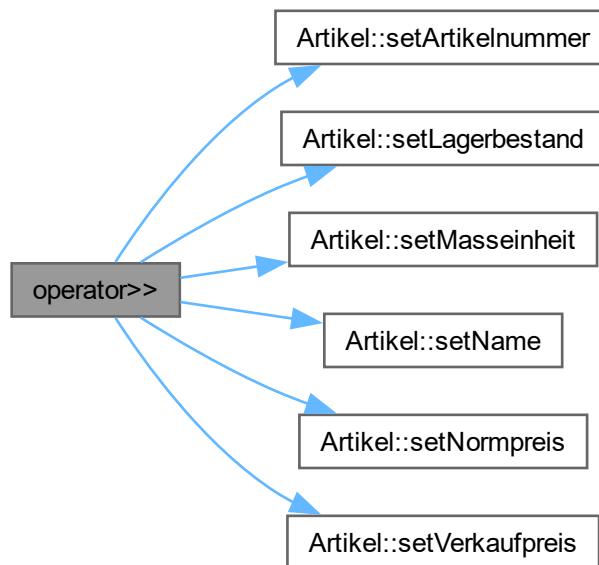 Artikel::setArtikelnummer
Artikel::setLagerbestand
Artikel::setMasseinheit
operator>>
Artikel::setName
Artikel::setNormpreis
Artikel::setVerkaufpreis